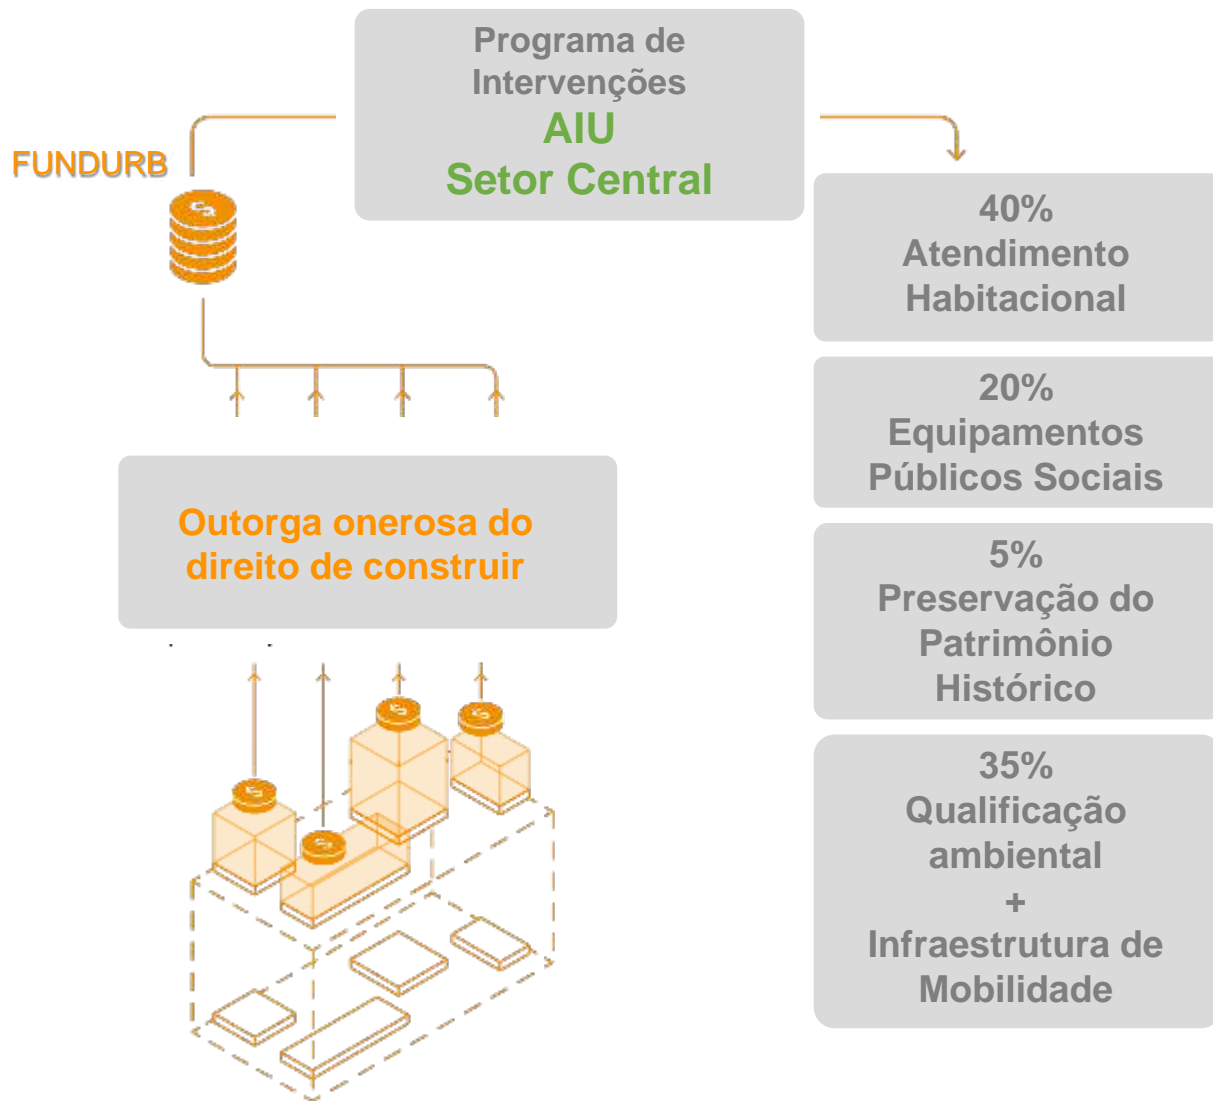 Programa de
Intervenções
AIU
Setor Central
FUNDURB
40%
Atendimento
Habitacional
20%
Equipamentos
Públicos Sociais
Outorga onerosa do
direito de construir
5%
Preservação do
Patrimônio
Histórico
35%
Qualificação
ambiental
+
Infraestrutura de
Mobilidade